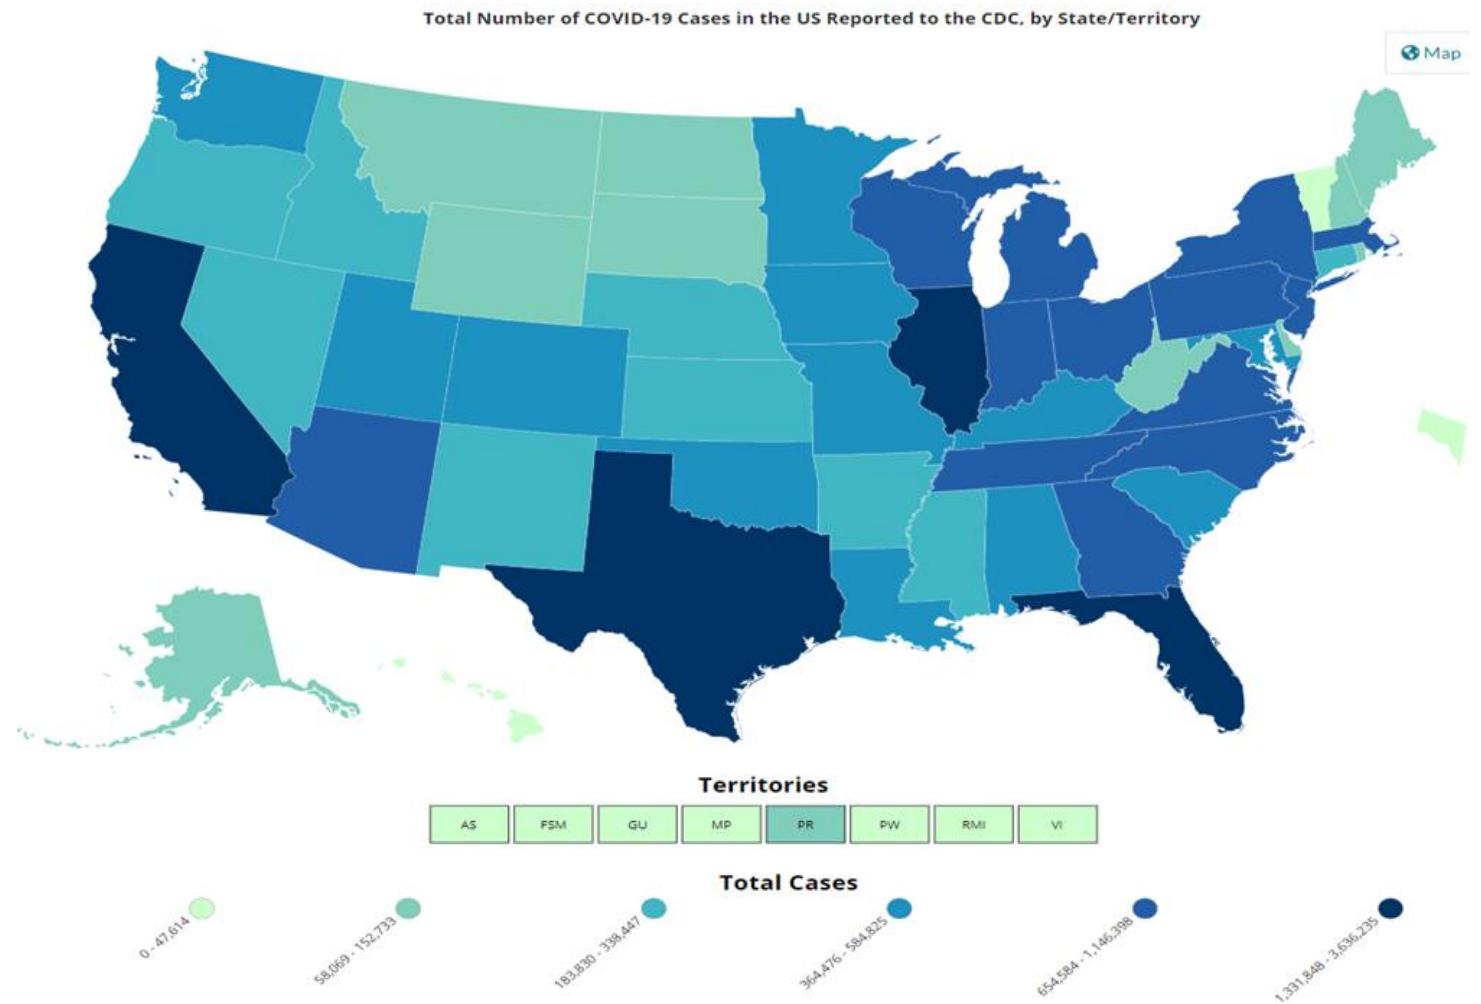 Total Number of COVID-19 Cases in the US Reported to the CDC, by State/Territory
Map
Territories
AS FSM GU MP PR PW RMI VI
Total Cases
0 - 47,614
58,069 - 152,733
183,830 - 338,447
364,476 - 584,825
654,584 - 1,146,398
1,331,848 - 3,636,235